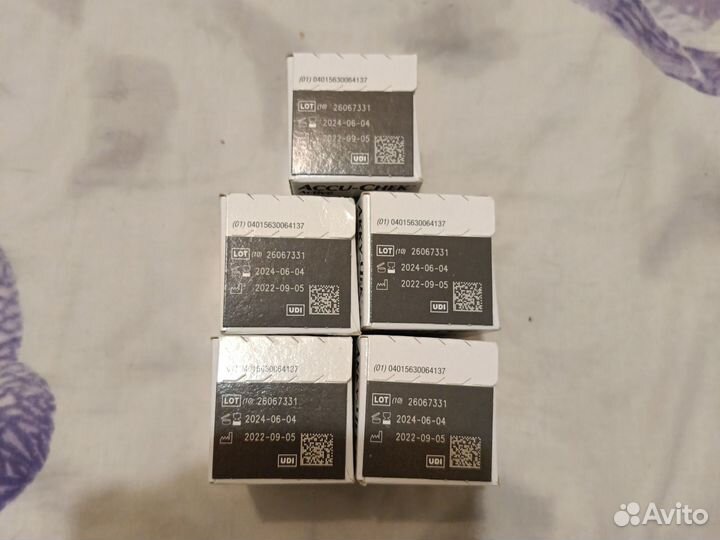 (01) 04015630064137
LOT (10) 26067331
2024-06-04
2022-09-05
UDI
ACCU-CHEK
Active
(01) 04015630064137
LOT (10) 26067331
2024-06-04
2022-09-05
UDI
(01) 04015630064137
LOT (10) 26067331
2024-06-04
2022-09-05
UDI
(01) 04015630064137
LOT (10) 26067331
2024-06-04
2022-09-05
UDI
(01) 04015630064137
LOT (10) 26067331
2024-06-04
2022-09-05
UDI
Avito